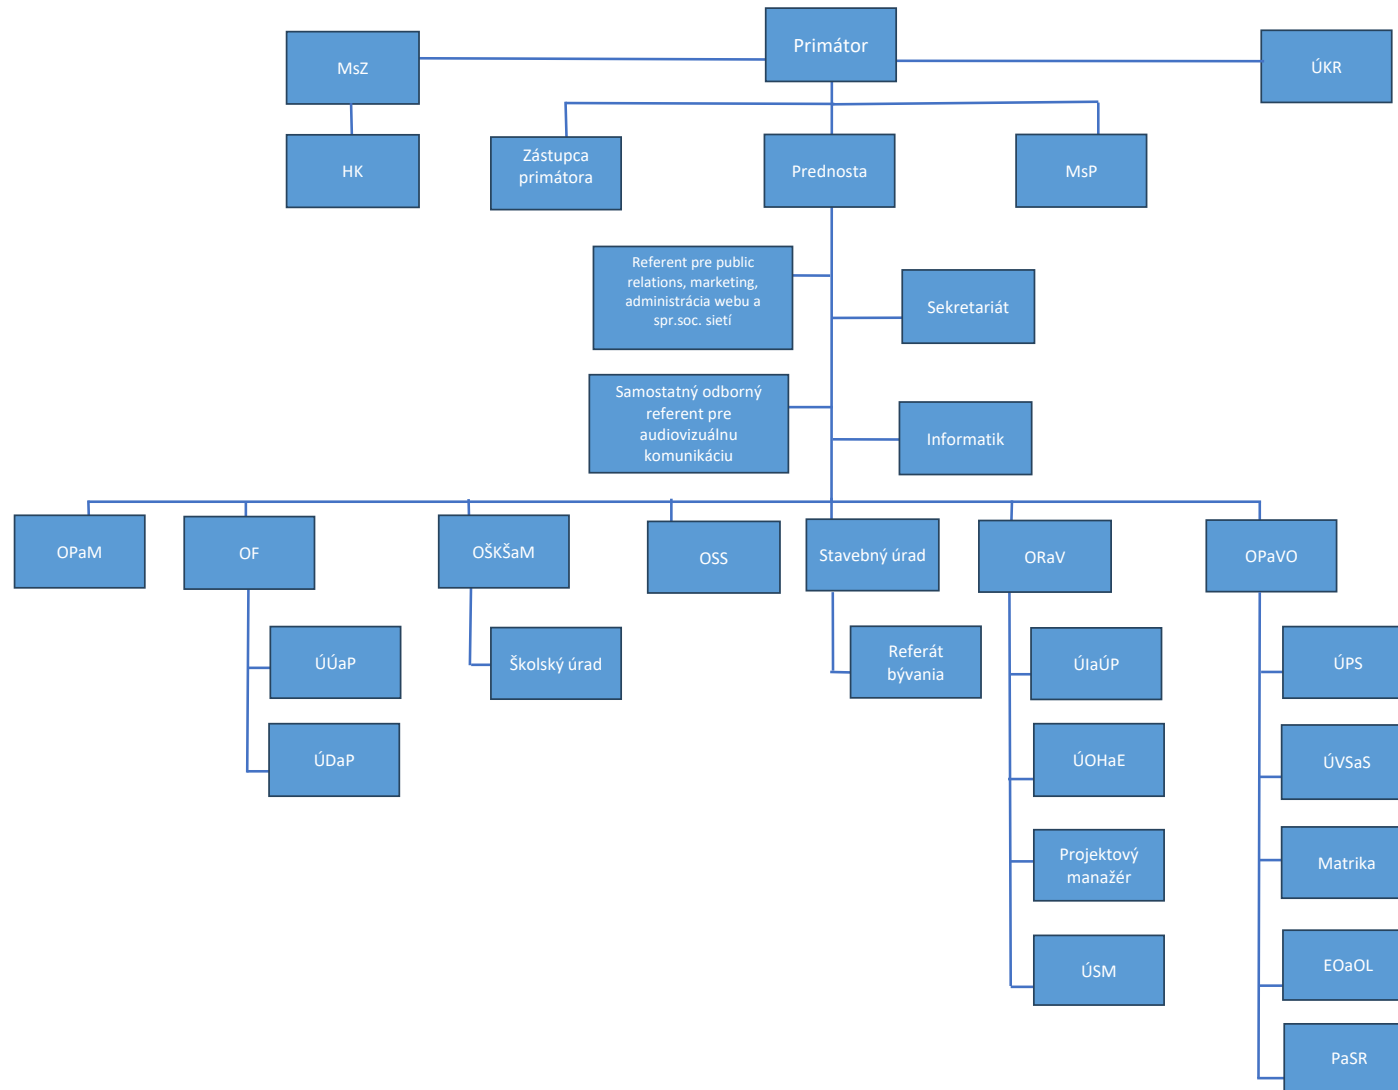 Primátor
MsZ
ÚKR
HK
Zástupca
primátora
Prednosta
MsP
Referent pre public
relations, marketing,
administrácia webu a
spr.soc. sietí
Sekretariát
Samostatný odborný
referent pre
audiovizuálnu
komunikáciu
Informatik
OPaM
OF
OŠKŠaM
OSS
Stavebný úrad
ORaV
OPaVO
ÚÚaP
Školský úrad
Referát
bývania
ÚIaÚP
ÚPS
ÚDaP
ÚOHaE
ÚVSaS
Projektový
manažér
Matrika
ÚSM
EOaOL
PaSR